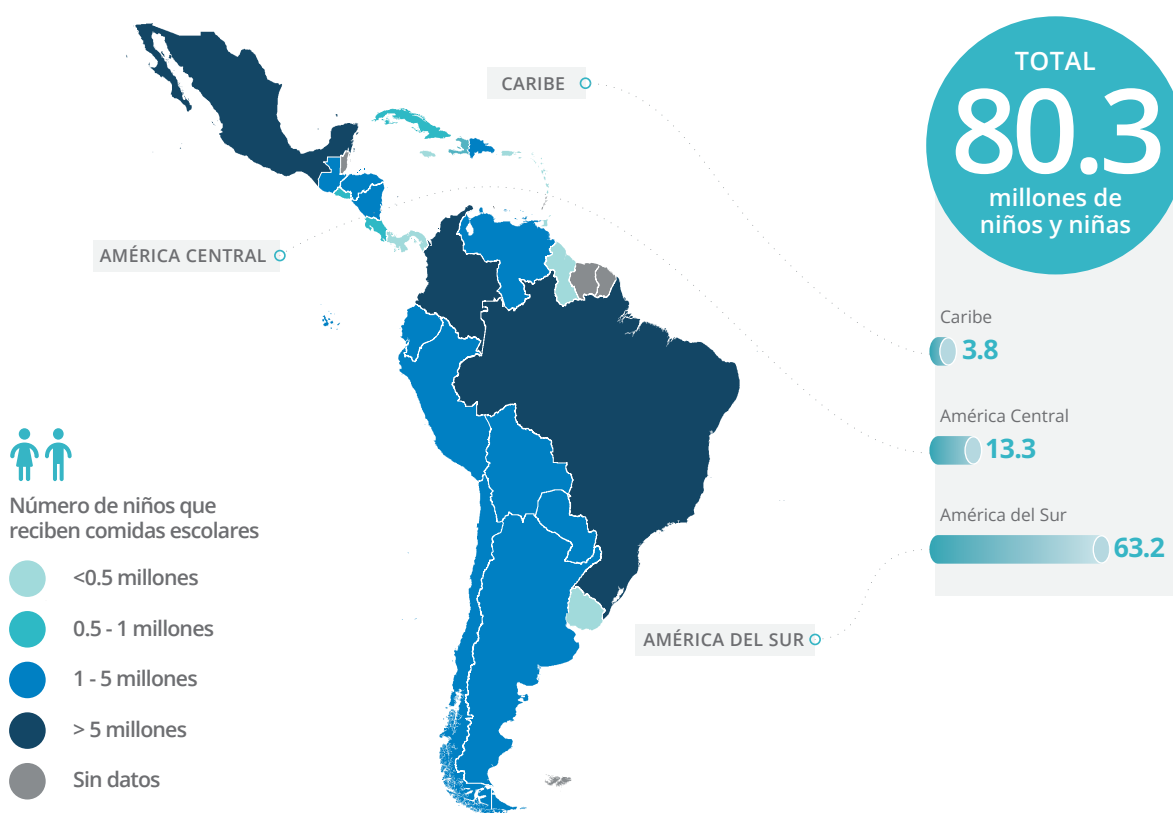 CARIBE
AMÉRICA CENTRAL
AMÉRICA DEL SUR
TOTAL
80.3
millones de
niños y niñas
Caribe
3.8
América Central
13.3
América del Sur
63.2
Número de niños que
reciben comidas escolares
<0.5 millones
0.5 - 1 millones
1 - 5 millones
> 5 millones
Sin datos